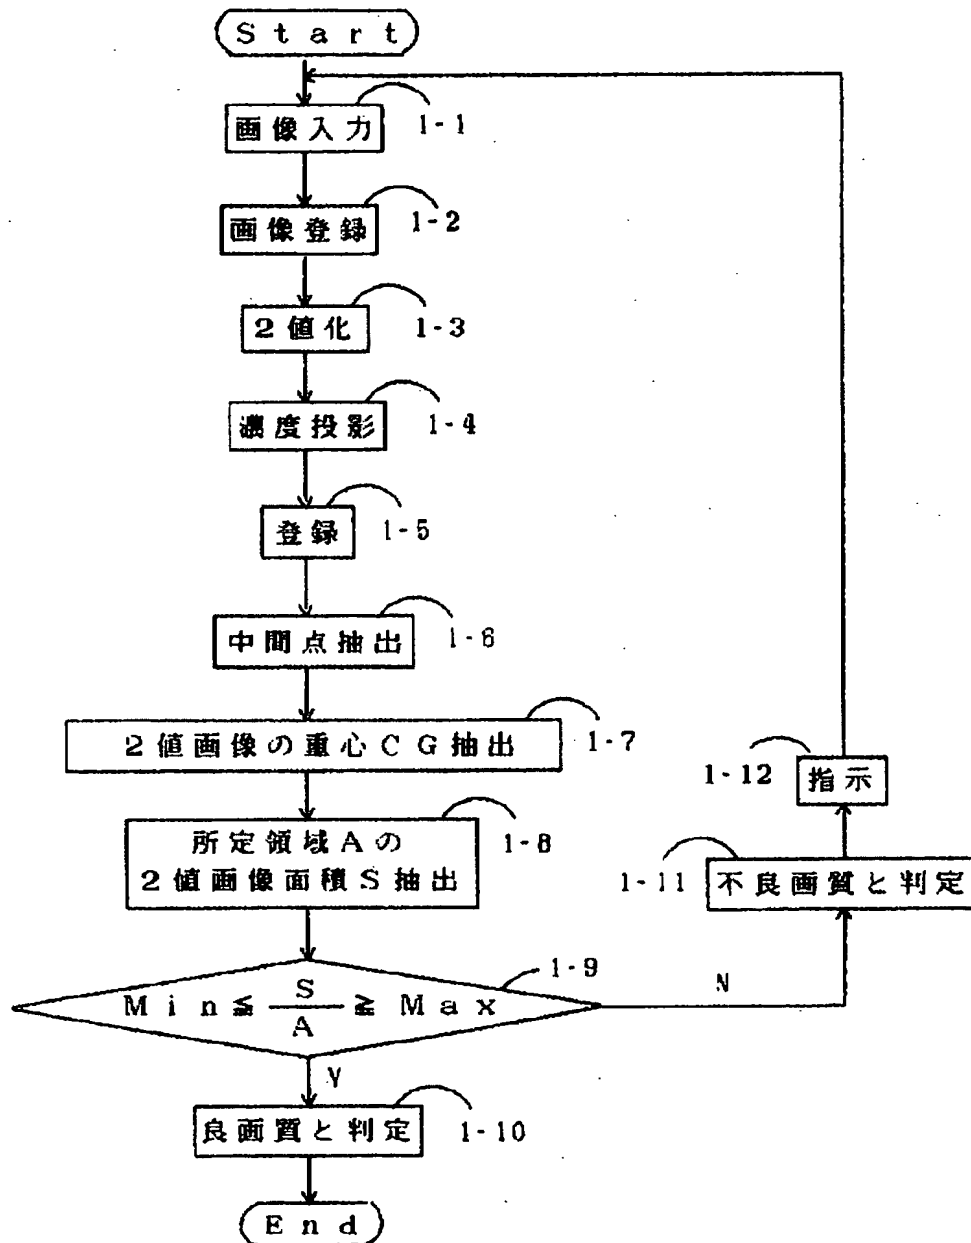 Start
画像入力 1-1
画像登録 1-2
2値化 1-3
濃度投影 1-4
登録 1-5
中間点抽出 1-6
2値画像の重心CG抽出 1-7
1-12 指示
所定領域Aの
2値画像面積S抽出 1-8
1-11 不良画質と判定
Min≦ S/A ≧Max 1-9
N
Y
良画質と判定 1-10
End